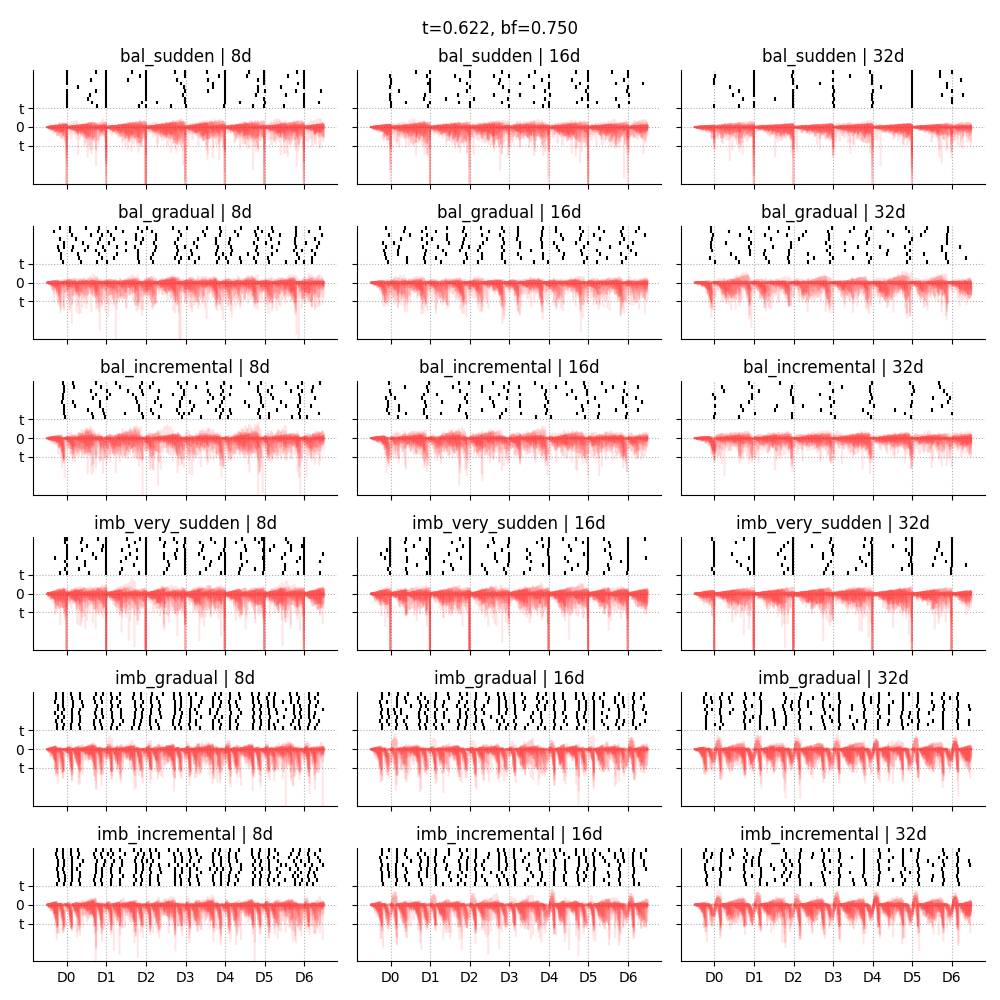 t=0.622, bf=0.750
bal_sudden | 8d
bal_sudden | 16d
bal_sudden | 32d
t
0
t
bal_gradual | 8d
bal_gradual | 16d
bal_gradual | 32d
t
0
t
bal_incremental | 8d
bal_incremental | 16d
bal_incremental | 32d
t
0
t
imb_very_sudden | 8d
imb_very_sudden | 16d
imb_very_sudden | 32d
t
0
t
imb_gradual | 8d
imb_gradual | 16d
imb_gradual | 32d
t
0
t
imb_incremental | 8d
imb_incremental | 16d
imb_incremental | 32d
t
0
t
D0 D1 D2 D3 D4 D5 D6
D0 D1 D2 D3 D4 D5 D6
D0 D1 D2 D3 D4 D5 D6